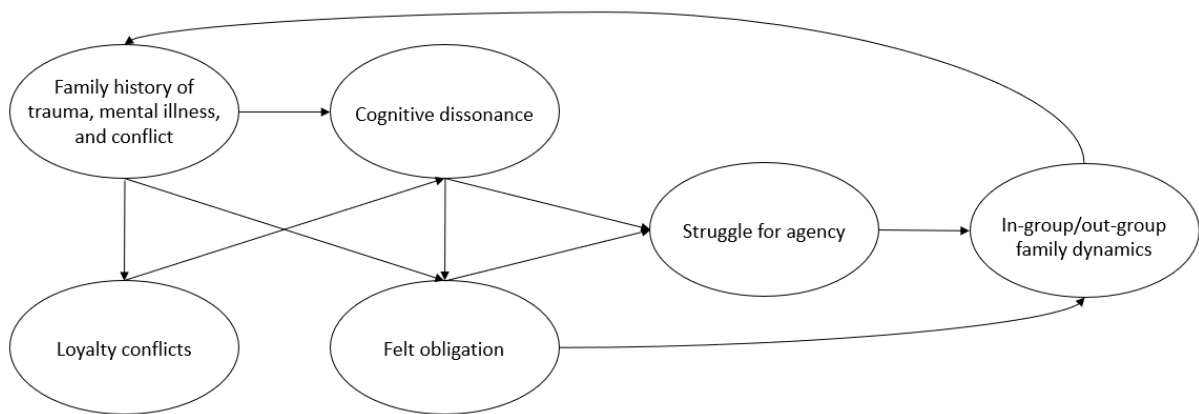 Family history of
trauma, mental illness,
and conflict
Cognitive dissonance
Struggle for agency
In-group/out-group
family dynamics
Loyalty conflicts
Felt obligation